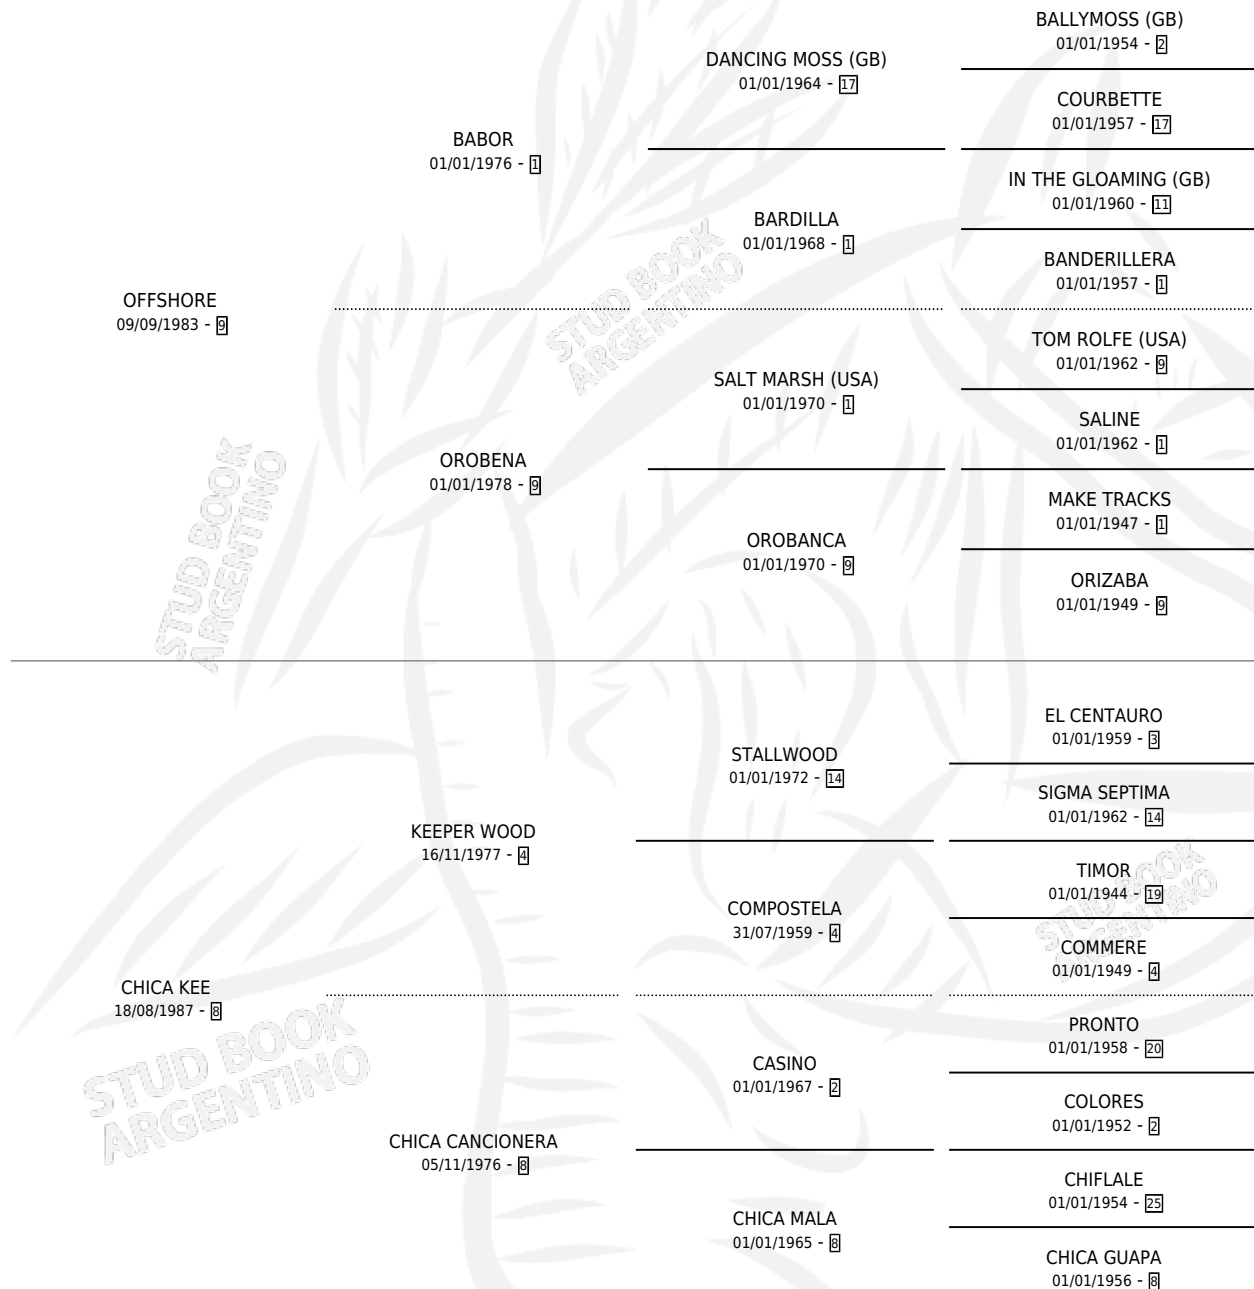 BALLYMOSS (GB)
01/01/1954 - 2
DANCING MOSS (GB)
01/01/1964 - 17
COURBETTE
01/01/1957 - 17
BABOR
01/01/1976 - 1
IN THE GLOAMING (GB)
01/01/1960 - 11
BARDILLA
01/01/1968 - 1
BANDERILLERA
01/01/1957 - 1
OFFSHORE
09/09/1983 - 9
TOM ROLFE (USA)
01/01/1962 - 9
SALT MARSH (USA)
01/01/1970 - 1
SALINE
01/01/1962 - 1
OROBENA
01/01/1978 - 9
MAKE TRACKS
01/01/1947 - 1
OROBANCA
01/01/1970 - 9
ORIZABA
01/01/1949 - 9
EL CENTAURO
01/01/1959 - 3
STALLWOOD
01/01/1972 - 14
SIGMA SEPTIMA
01/01/1962 - 14
KEEPER WOOD
16/11/1977 - 4
TIMOR
01/01/1944 - 19
COMPOSTELA
31/07/1959 - 4
COMMERE
01/01/1949 - 4
CHICA KEE
18/08/1987 - 8
PRONTO
01/01/1958 - 20
CASINO
01/01/1967 - 2
COLORES
01/01/1952 - 2
CHICA CANCIONERA
05/11/1976 - 8
CHIFLALE
01/01/1954 - 25
CHICA MALA
01/01/1965 - 8
CHICA GUAPA
01/01/1956 - 8
STUD BOOK
ARGENTINO
STUD BOOK
ARGENTINO
STUD BOOK
ARGENTINO
STUD BOOK
ARGENTINO